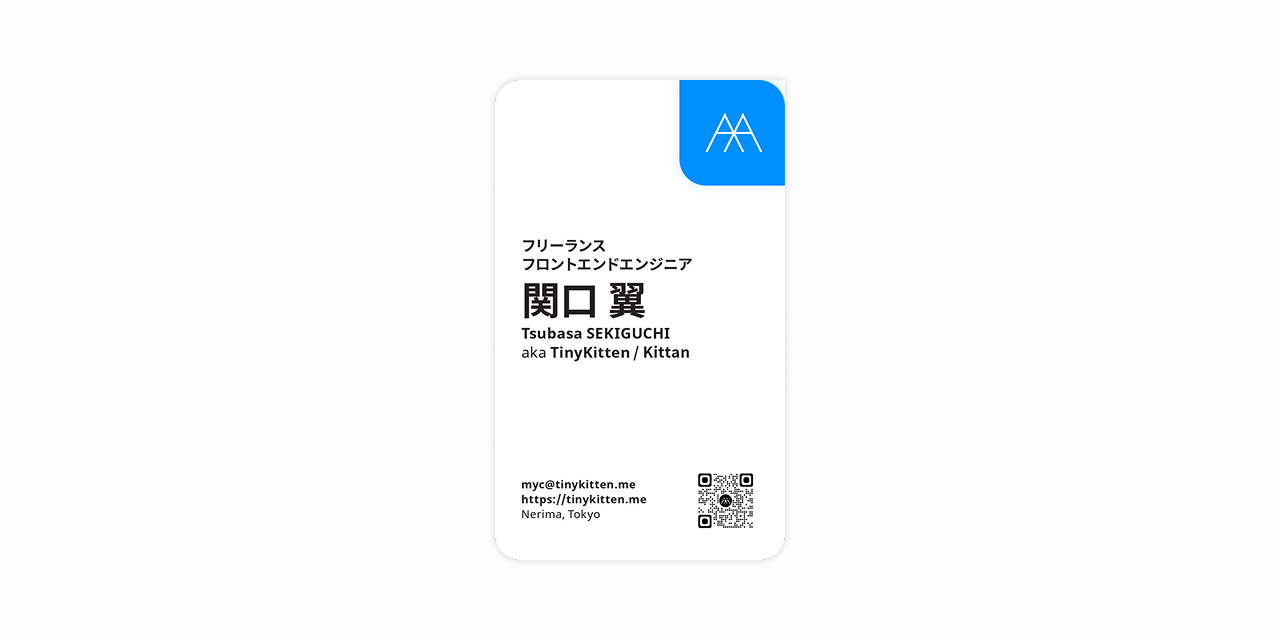 フリーランス
フロントエンドエンジニア
関口 翼
Tsubasa SEKIGUCHI
aka TinyKitten / Kittan
myc@tinykitten.me
https://tinykitten.me
Nerima, Tokyo